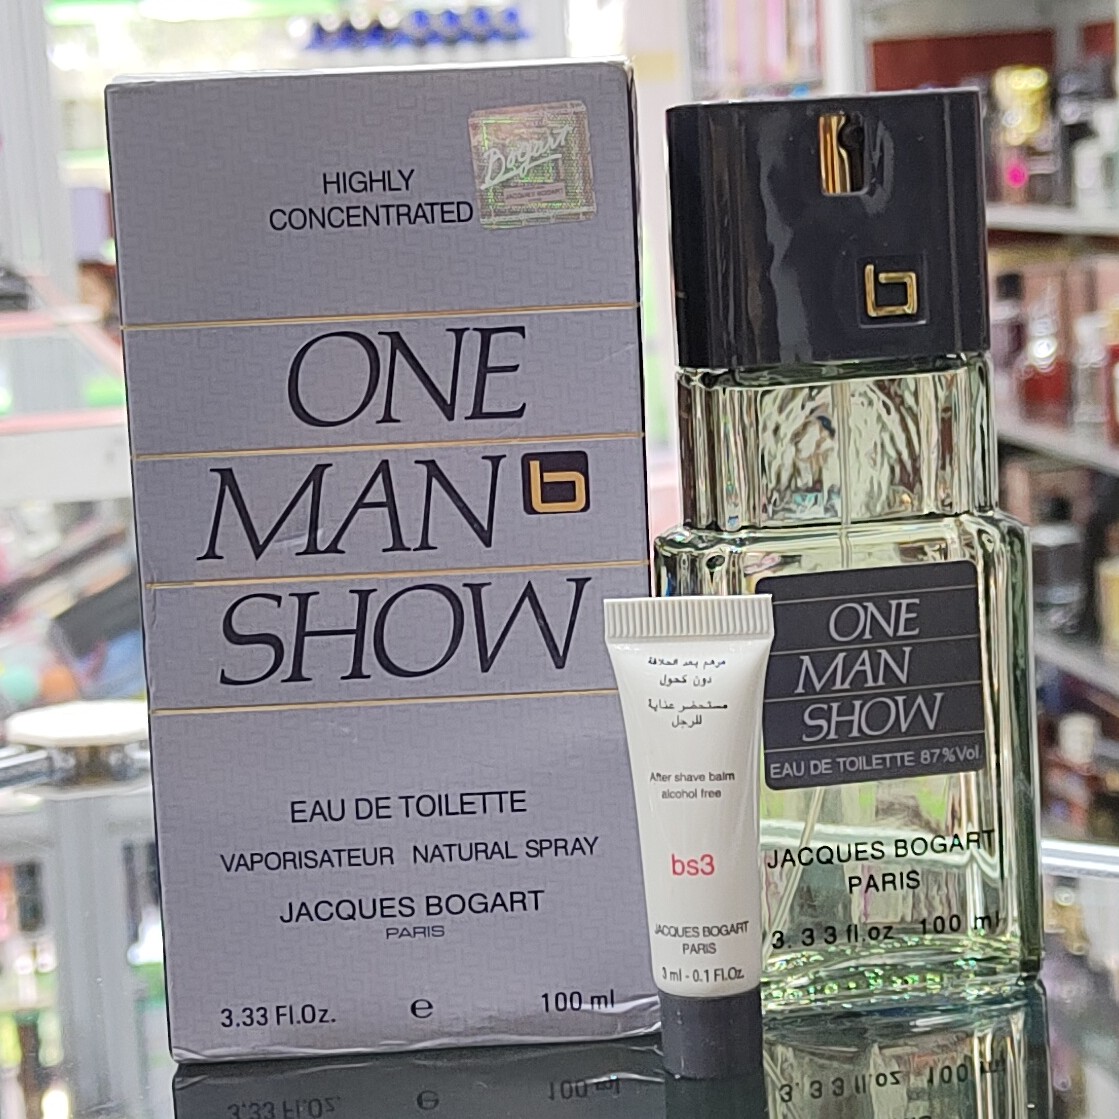 HIGHLY
CONCENTRATED
Bogart
JACQUES BOGART
ONE
MAN b
SHOW
EAU DE TOILETTE
VAPORISATEUR NATURAL SPRAY
JACQUES BOGART
PARIS
3.33 Fl.Oz. e 100 ml
مرهم بعد الحلاقة
دون كحول
مستحضر عناية
للرجل
After shave balm
alcohol free
bs3
JACQUES BOGART
PARIS
3 ml - 0.1 Fl.Oz.
b
ONE
MAN
SHOW
EAU DE TOILETTE 87%Vol
JACQUES BOGART
PARIS
3.33 fl.oz 100 ml